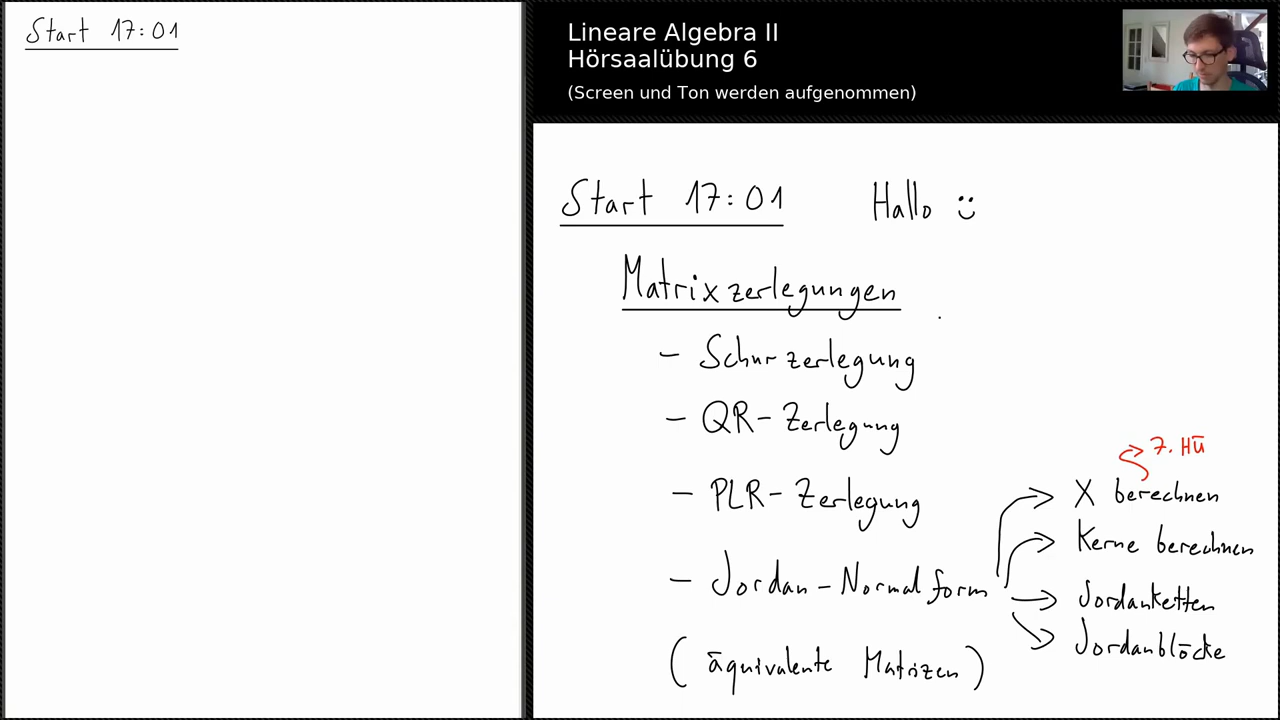 Start 17:01
Lineare Algebra II
Hörsaalübung 6
(Screen und Ton werden aufgenommen)
Start 17:01 Hallo :)
Matrixzerlegungen
- Schurzerlegung
- QR-Zerlegung
- PLR-Zerlegung
- Jordan-Normalform
(äquivalente Matrizen)
7. HÜ
X berechnen
Kerne berechnen
Jordanketten
Jordanblöcke